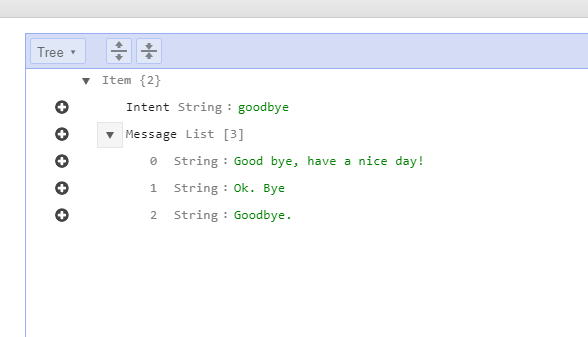 Tree
Item {2}
Intent String : goodbye
Message List [3]
0 String : Good bye, have a nice day!
1 String : Ok. Bye
2 String : Goodbye.